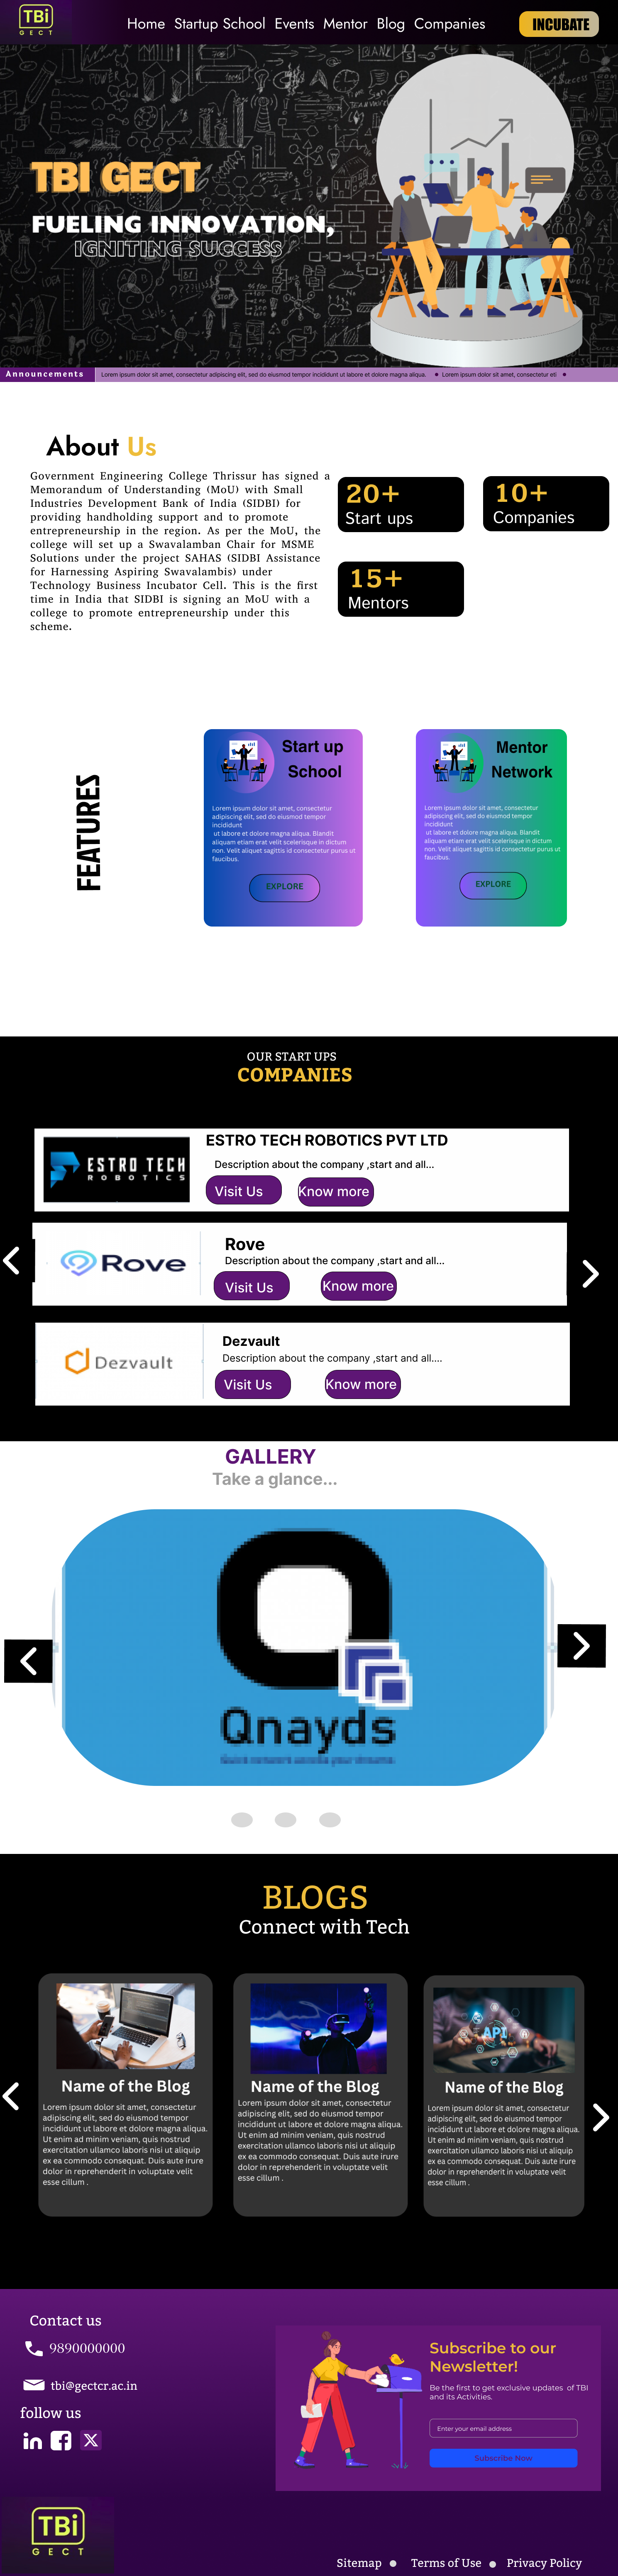 TBi
GECT
Home Startup School Events Mentor Blog Companies
INCUBATE
TBI GECT
FUELING INNOVATION,
IGNITING SUCCESS
Announcements
Lorem ipsum dolor sit amet, consectetur adipiscing elit, sed do eiusmod tempor incididunt ut labore et dolore magna aliqua. • Lorem ipsum dolor sit amet, consectetur eli •
About Us
Government Engineering College Thrissur has signed a
Memorandum of Understanding (MoU) with Small
Industries Development Bank of India (SIDBI) for
providing handholding support and to promote
entrepreneurship in the region. As per the MoU, the
college will set up a Swavalamban Chair for MSME
Solutions under the project SAHAS (SIDBI Assistance
for Harnessing Aspiring Swavalambis) under
Technology Business Incubator Cell. This is the first
time in India that SIDBI is signing an MoU with a
college to promote entrepreneurship under this
scheme.
20+
Start ups
10+
Companies
15+
Mentors
FEATURES
Start up
School
Lorem ipsum dolor sit amet, consectetur
adipiscing elit, sed do eiusmod tempor
incididunt
ut labore et dolore magna aliqua. Blandit
aliquam etiam erat velit scelerisque in dictum
non. Velit aliquet sagittis id consectetur purus ut
faucibus.
EXPLORE
Mentor
Network
Lorem ipsum dolor sit amet, consectetur
adipiscing elit, sed do eiusmod tempor
incididunt
ut labore et dolore magna aliqua. Blandit
aliquam etiam erat velit scelerisque in dictum
non. Velit aliquet sagittis id consectetur purus ut
faucibus.
EXPLORE
OUR START UPS
COMPANIES
ESTRO TECH
ROBOTICS
ESTRO TECH ROBOTICS PVT LTD
Description about the company ,start and all...
Visit Us
Know more
Rove
Rove
Description about the company ,start and all...
Visit Us
Know more
Dezvault
Dezvault
Description about the company ,start and all....
Visit Us
Know more
GALLERY
Take a glance...
Qnayds
BLOGS
Connect with Tech
Name of the Blog
Lorem ipsum dolor sit amet, consectetur
adipiscing elit, sed do eiusmod tempor
incididunt ut labore et dolore magna aliqua.
Ut enim ad minim veniam, quis nostrud
exercitation ullamco laboris nisi ut aliquip
ex ea commodo consequat. Duis aute irure
dolor in reprehenderit in voluptate velit
esse cillum .
Name of the Blog
Lorem ipsum dolor sit amet, consectetur
adipiscing elit, sed do eiusmod tempor
incididunt ut labore et dolore magna aliqua.
Ut enim ad minim veniam, quis nostrud
exercitation ullamco laboris nisi ut aliquip
ex ea commodo consequat. Duis aute irure
dolor in reprehenderit in voluptate velit
esse cillum .
API
Name of the Blog
Lorem ipsum dolor sit amet, consectetur
adipiscing elit, sed do eiusmod tempor
incididunt ut labore et dolore magna aliqua.
Ut enim ad minim veniam, quis nostrud
exercitation ullamco laboris nisi ut aliquip
ex ea commodo consequat. Duis aute irure
dolor in reprehenderit in voluptate velit
esse cillum .
Contact us
9890000000
tbi@gectcr.ac.in
follow us
Subscribe to our
Newsletter!
Be the first to get exclusive updates of TBI
and its Activities.
Enter your email address
Subscribe Now
TBi
GECT
Sitemap • Terms of Use • Privacy Policy